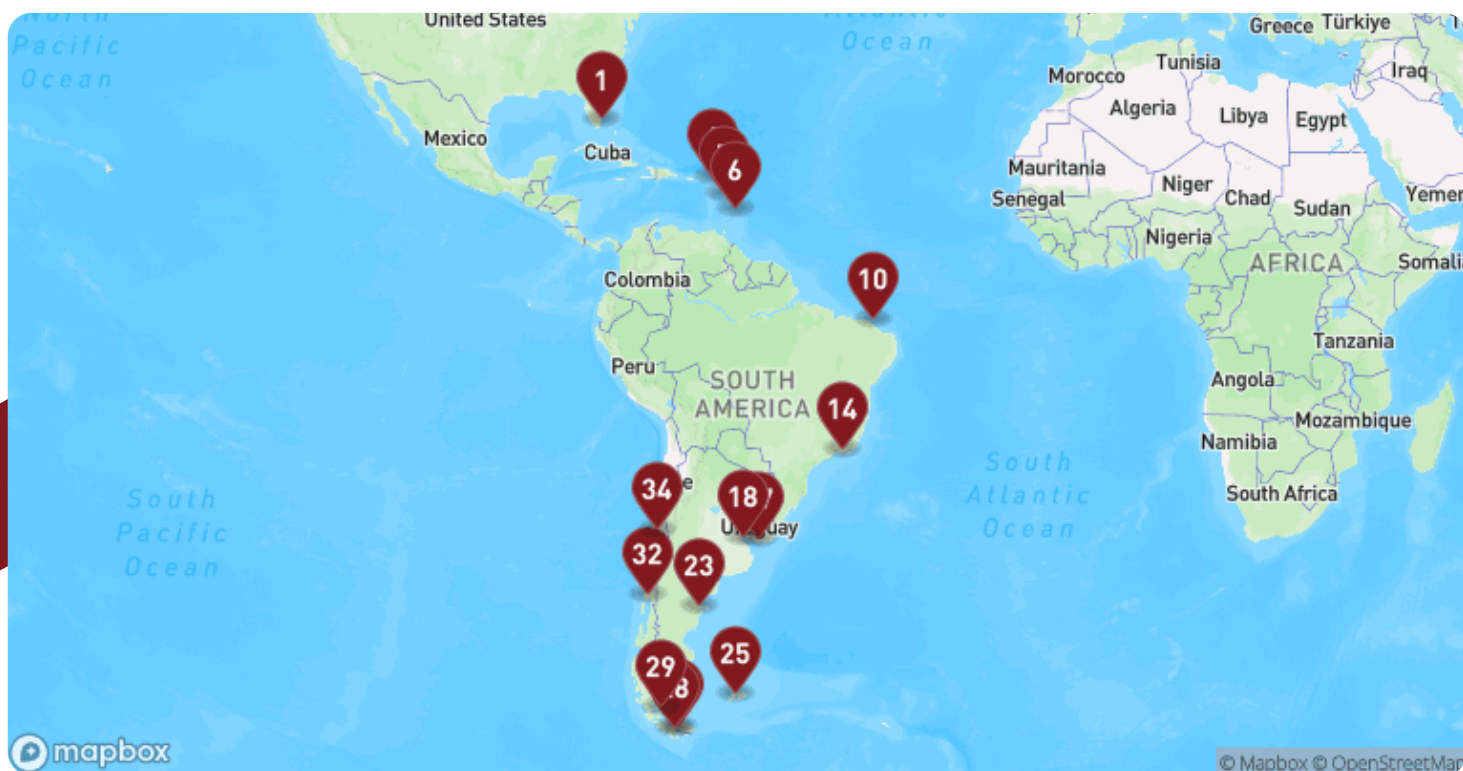 United States
North
Pacific
Ocean
Atlantic
Ocean
Greece
Türkiye
Tunisia
Morocco
Iraq
Algeria
Libya
Egypt
Mexico
1
Cuba
6
Mauritania
Senegal
Niger
Chad
Sudan
Yemen
Nigeria
AFRICA
Somalia
Colombia
10
Tanzania
Peru
SOUTH
AMERICA
Angola
14
Mozambique
Namibia
South Africa
South
Atlantic
Ocean
South
Pacific
Ocean
34
18
Uruguay
32
23
25
29
28
mapbox
© Mapbox © OpenStreetMap